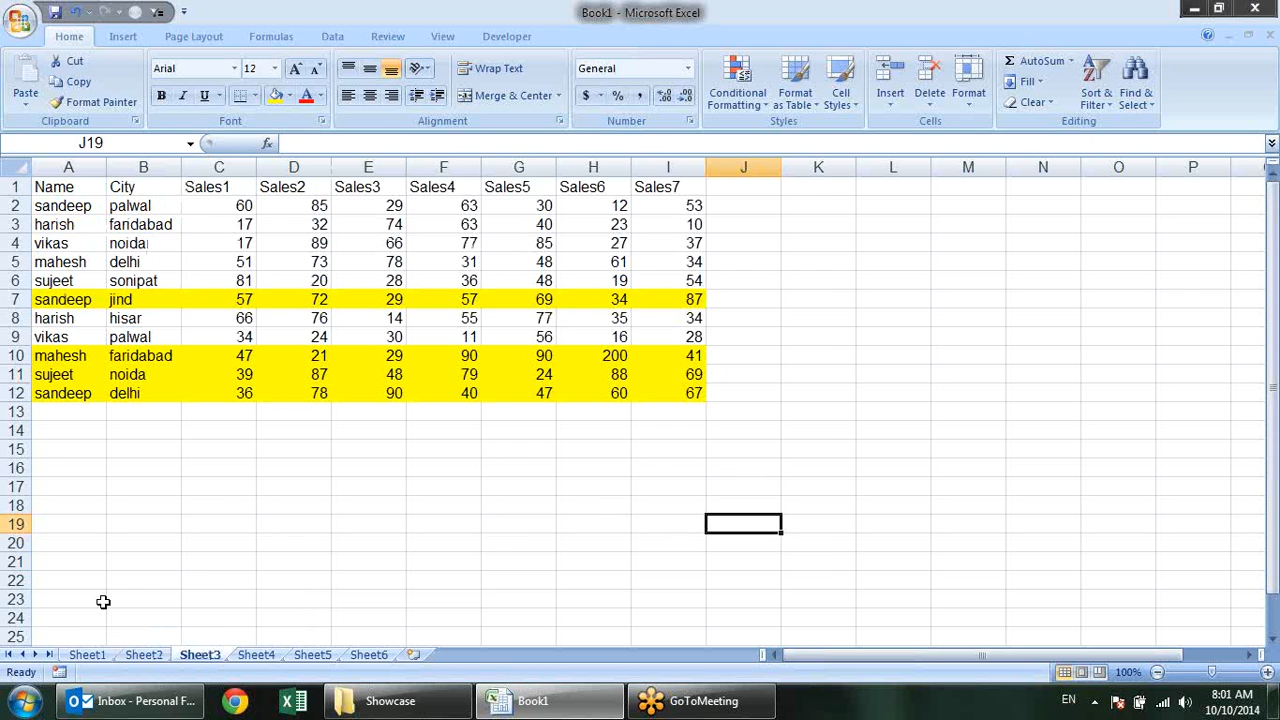 Book1 - Microsoft Excel
Home Insert Page Layout Formulas Data Review View Developer
Paste Cut Copy Format Painter
Arial 12 B I U
Wrap Text Merge & Center
General $ % ,
Conditional Formatting Format as Table Cell Styles
Insert Delete Format
AutoSum Fill Clear Sort & Filter Find & Select
Clipboard Font Alignment Number Styles Cells Editing
J19 fx
A B C D E F G H I J K L M N O P
1 Name City Sales1 Sales2 Sales3 Sales4 Sales5 Sales6 Sales7
2 sandeep palwal 60 85 29 63 30 12 53
3 harish faridabad 17 32 74 63 40 23 10
4 vikas noida 17 89 66 77 85 27 37
5 mahesh delhi 51 73 78 31 48 61 34
6 sujeet sonipat 81 20 28 36 48 19 54
7 sandeep jind 57 72 29 57 69 34 87
8 harish hisar 66 76 14 55 77 35 34
9 vikas palwal 34 24 30 11 56 16 28
10 mahesh faridabad 47 21 29 90 90 200 41
11 sujeet noida 39 87 48 79 24 88 69
12 sandeep delhi 36 78 90 40 47 60 67
13
14
15
16
17
18
19
20
21
22
23
24
25
Sheet1 Sheet2 Sheet3 Sheet4 Sheet5 Sheet6
Ready 100%
Inbox - Personal F... Showcase Book1 GoToMeeting EN 8:01 AM
10/10/2014